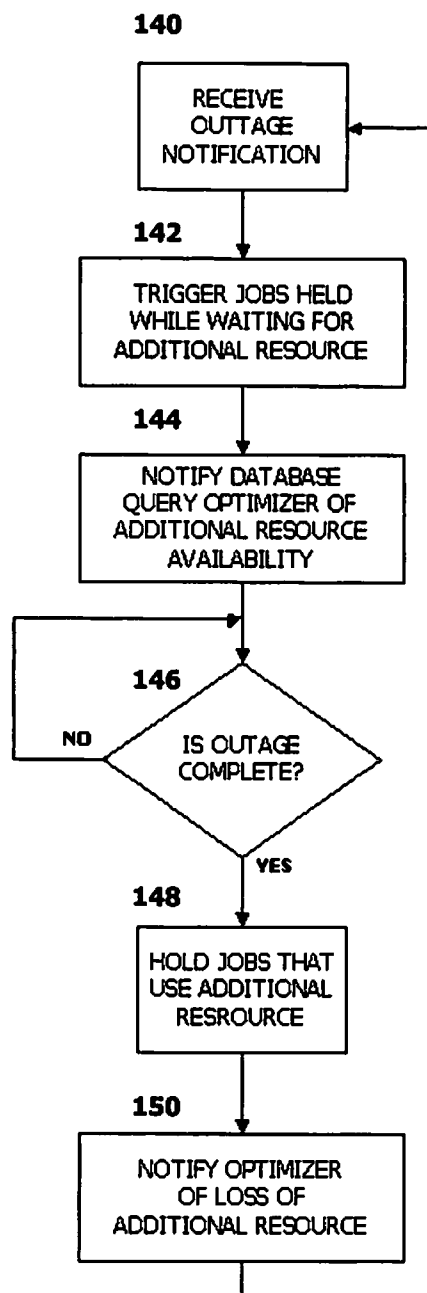 140
RECEIVE
OUTTAGE
NOTIFICATION
142
TRIGGER JOBS HELD
WHILE WAITING FOR
ADDITIONAL RESOURCE
144
NOTIFY DATABASE
QUERY OPTIMIZER OF
ADDITIONAL RESOURCE
AVAILABILITY
146
NO
IS OUTAGE
COMPLETE?
YES
148
HOLD JOBS THAT
USE ADDITIONAL
RESROURCE
150
NOTIFY OPTIMIZER
OF LOSS OF
ADDITIONAL RESOURCE